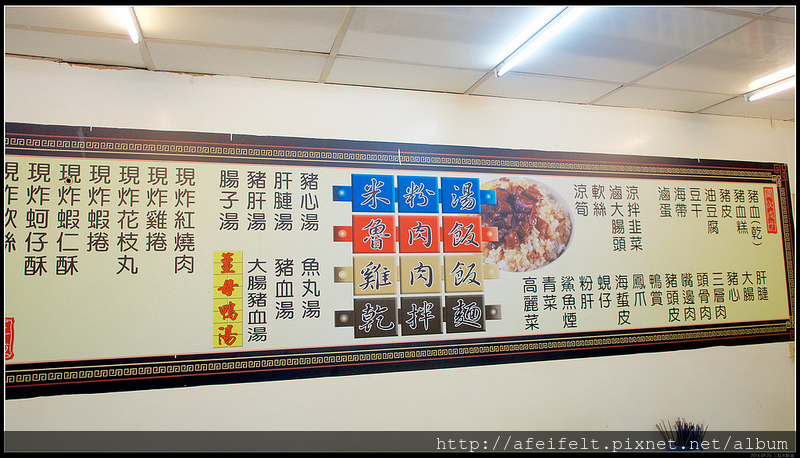 豬血(乾)
豬血糕
豬皮
油豆腐
豆干
海帶
滷蛋
涼拌韭菜
滷大腸頭
軟絲
涼筍
肝腱
大腸
豬心
三層肉
頭骨肉
嘴邊肉
豬頭皮
鴨賞
鳳爪
海蜇皮
蜆仔
粉肝
鯊魚煙
青菜
高麗菜
米粉湯
魯肉飯
雞肉飯
乾拌麵
豬心湯
肝腱湯
豬肝湯
腸子湯
魚丸湯
豬血湯
大腸豬血湯
薑母鴨湯
現炸紅燒肉
現炸雞捲
現炸花枝丸
現炸蝦捲
現炸蝦仁酥
現炸蚵仔酥
現炸軟絲
http://afeifelt.pixnet.net/album